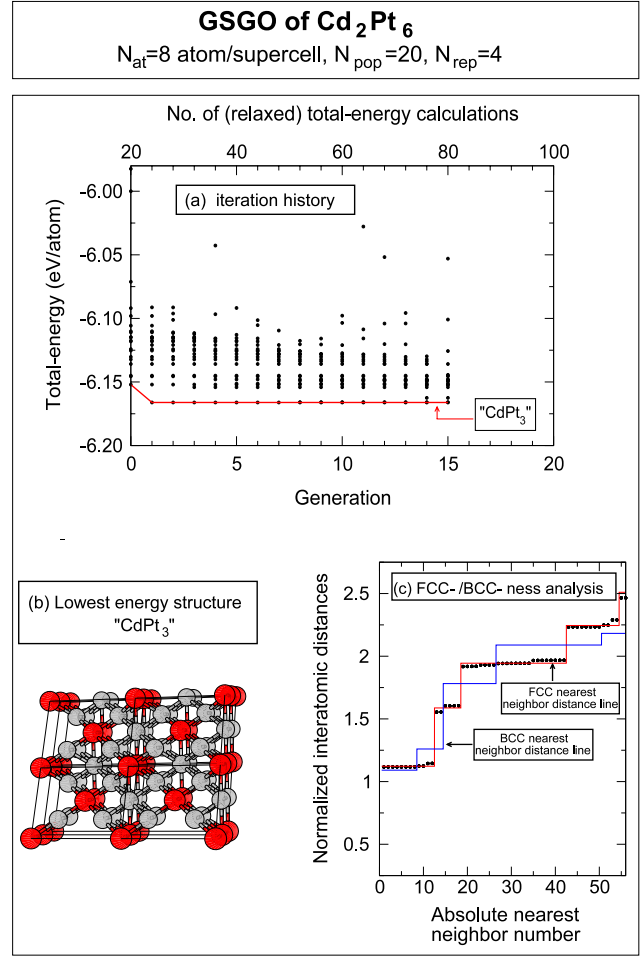 GSGO of Cd2Pt6
Nat=8 atom/supercell, Npop=20, Nrep=4
No. of (relaxed) total-energy calculations
20 40 60 80 100
(a) iteration history
Total-energy (eV/atom)
-6.00
-6.05
-6.10
-6.15
-6.20
"CdPt3"
0 5 10 15 20
Generation
(b) Lowest energy structure
"CdPt3"
(c) FCC- /BCC- ness analysis
Normalized interatomic distances
2.5
2
1.5
1
FCC nearest
neighbor distance line
BCC nearest
neighbor distance line
0 10 20 30 40 50
Absolute nearest
neighbor number